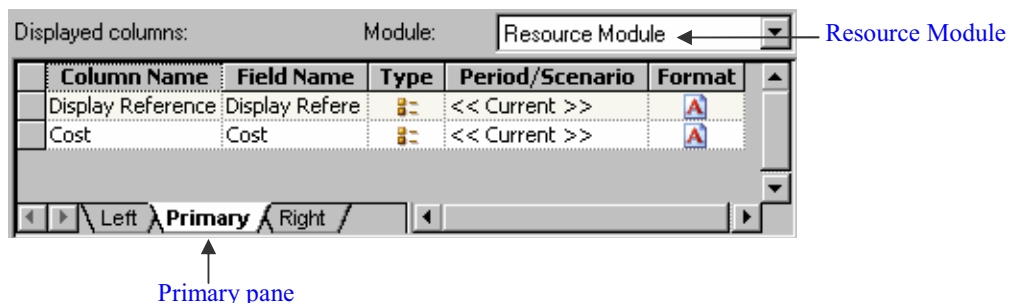 Displayed columns: Module: Resource Module Resource Module
Column Name Field Name Type Period/Scenario Format
Display Reference Display Refere << Current >> A
Cost Cost << Current >> A
Left Primary Right
Primary pane